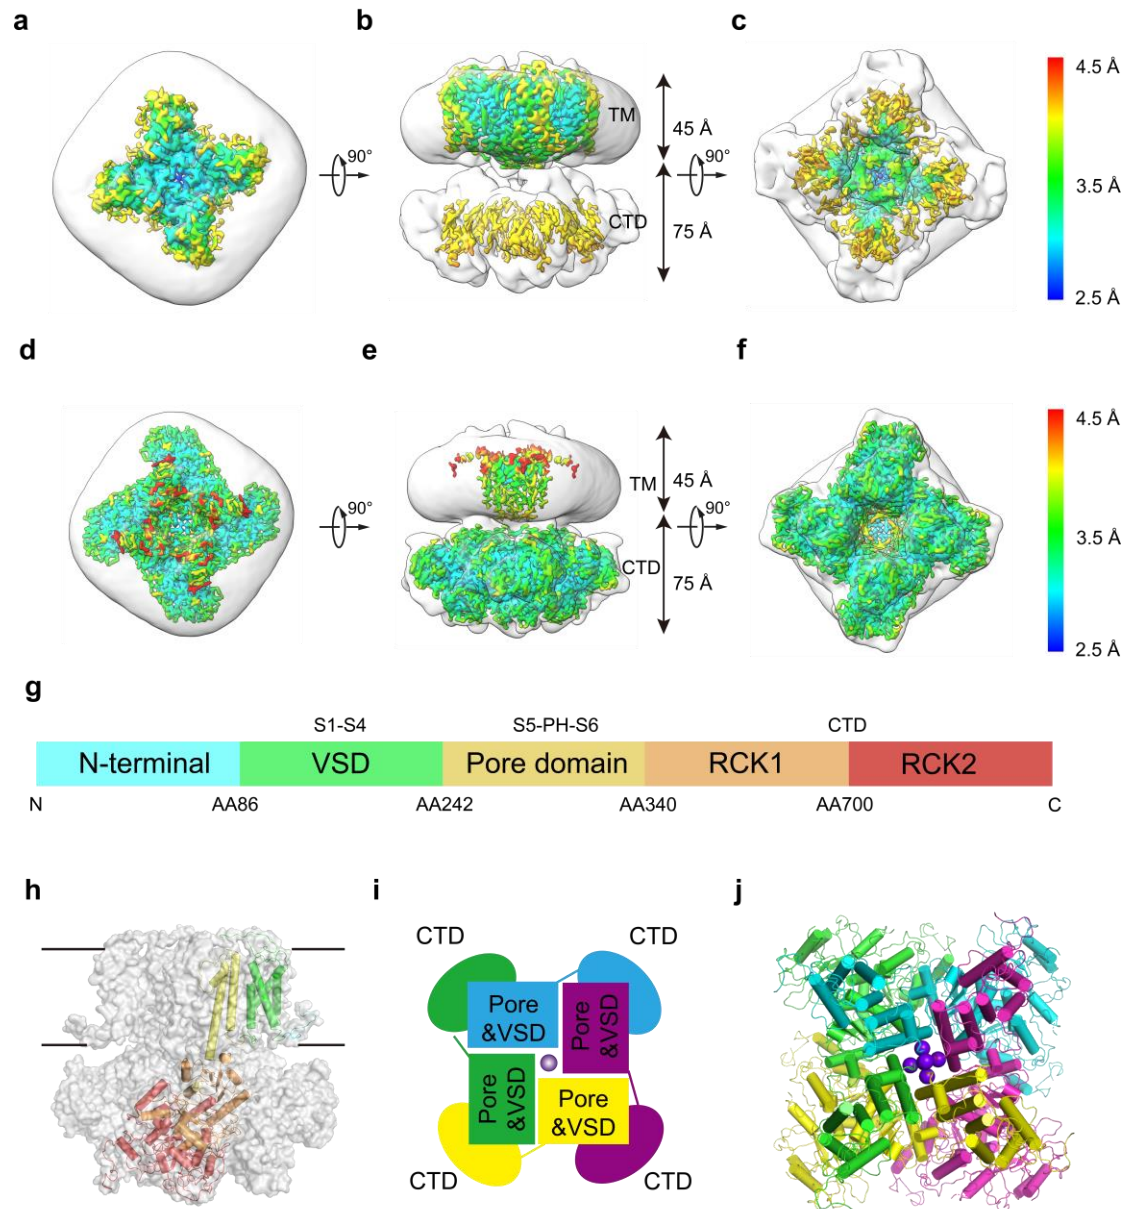 a
b
c
90°
TM
45 Å
90°
CTD
75 Å
4.5 Å
3.5 Å
2.5 Å
d
e
f
90°
TM
45 Å
90°
CTD
75 Å
4.5 Å
3.5 Å
2.5 Å
g
S1-S4
S5-PH-S6
CTD
N-terminal
VSD
Pore domain
RCK1
RCK2
N
AA86
AA242
AA340
AA700
C
h
i
j
CTD
CTD
Pore
&VSD
Pore
&VSD
Pore
&VSD
Pore
&VSD
CTD
CTD